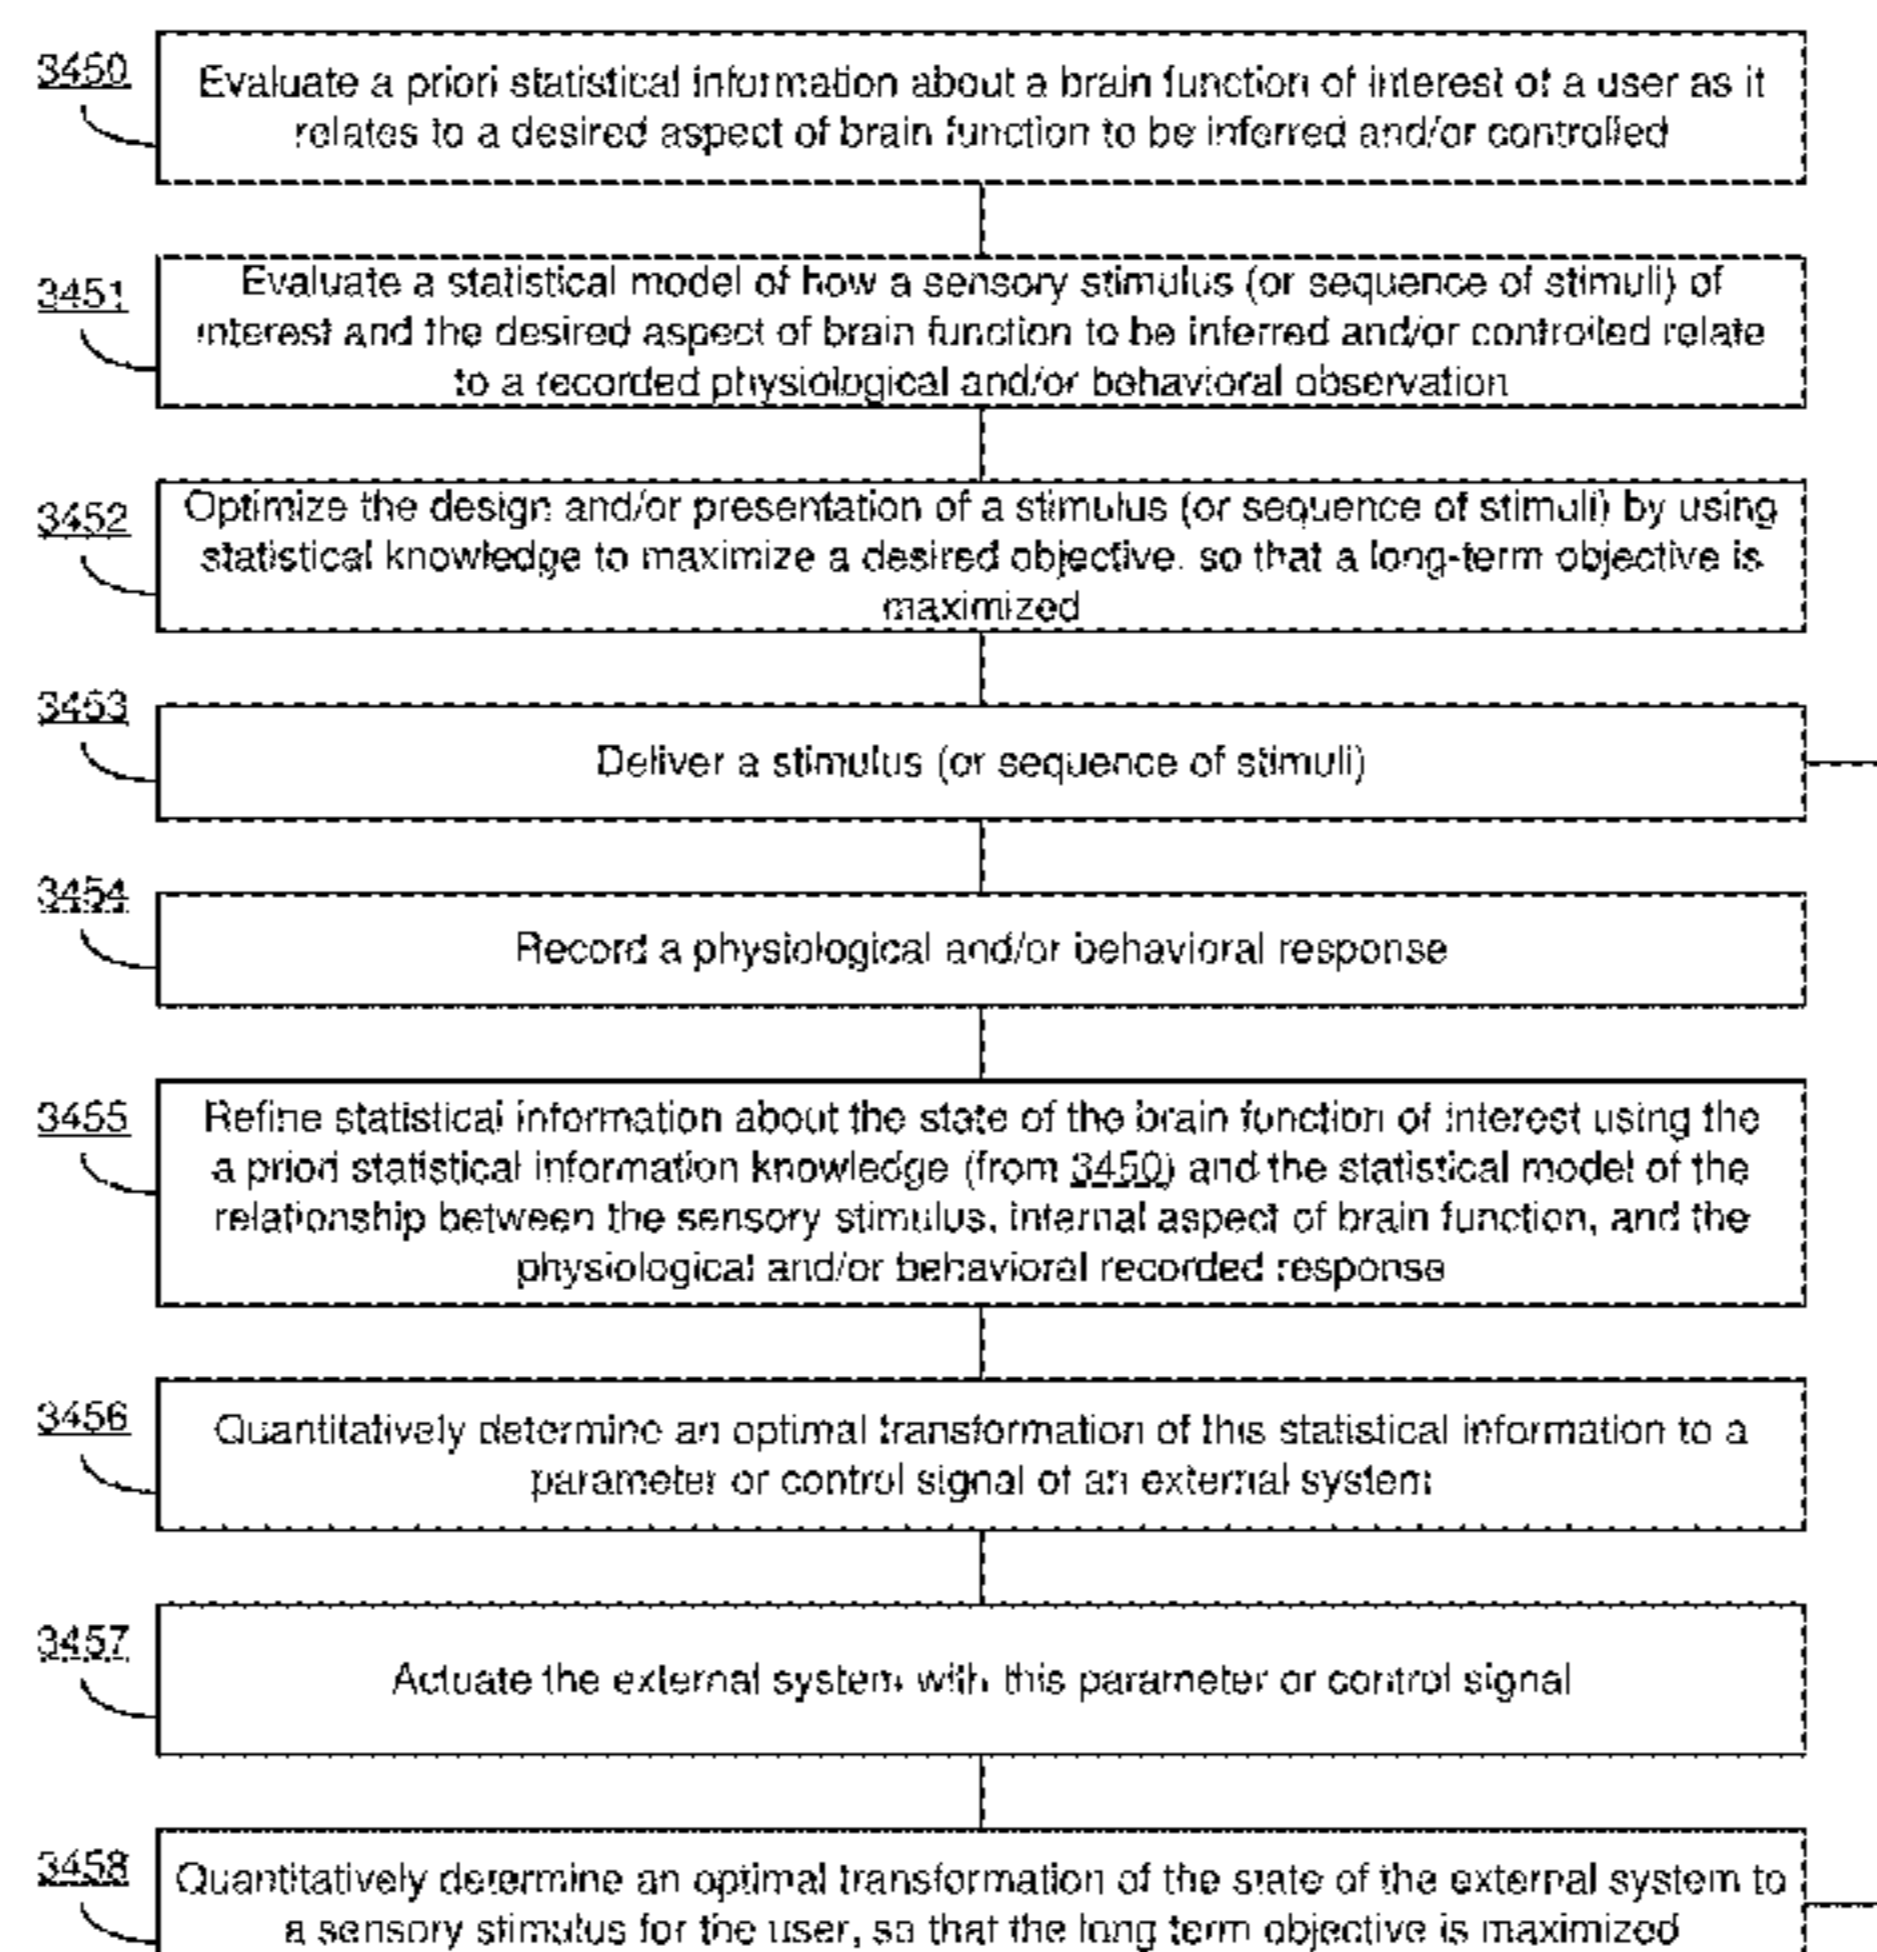 3450
Evaluate a priori statistical information about a brain function of interest of a user as it
relates to a desired aspect of brain function to be inferred and/or controlled
3451
Evaluate a statistical model of how a sensory stimulus (or sequence of stimuli) of
interest and the desired aspect of brain function to be inferred and/or controlled relate
to a recorded physiological and/or behavioral observation
3452
Optimize the design and/or presentation of a stimulus (or sequence of stimuli) by using
statistical knowledge to maximize a desired objective, so that a long-term objective is
maximized
3453
Deliver a stimulus (or sequence of stimuli)
3454
Record a physiological and/or behavioral response
3455
Refine statistical information about the state of the brain function of interest using the
a priori statistical information knowledge (from 3450) and the statistical model of the
relationship between the sensory stimulus, internal aspect of brain function, and the
physiological and/or behavioral recorded response
3456
Quantitatively determine an optimal transformation of this statistical information to a
parameter or control signal of an external system
3457
Actuate the external system with this parameter or control signal
3458
Quantitatively determine an optimal transformation of the state of the external system to
a sensory stimulus for the user, so that the long term objective is maximized